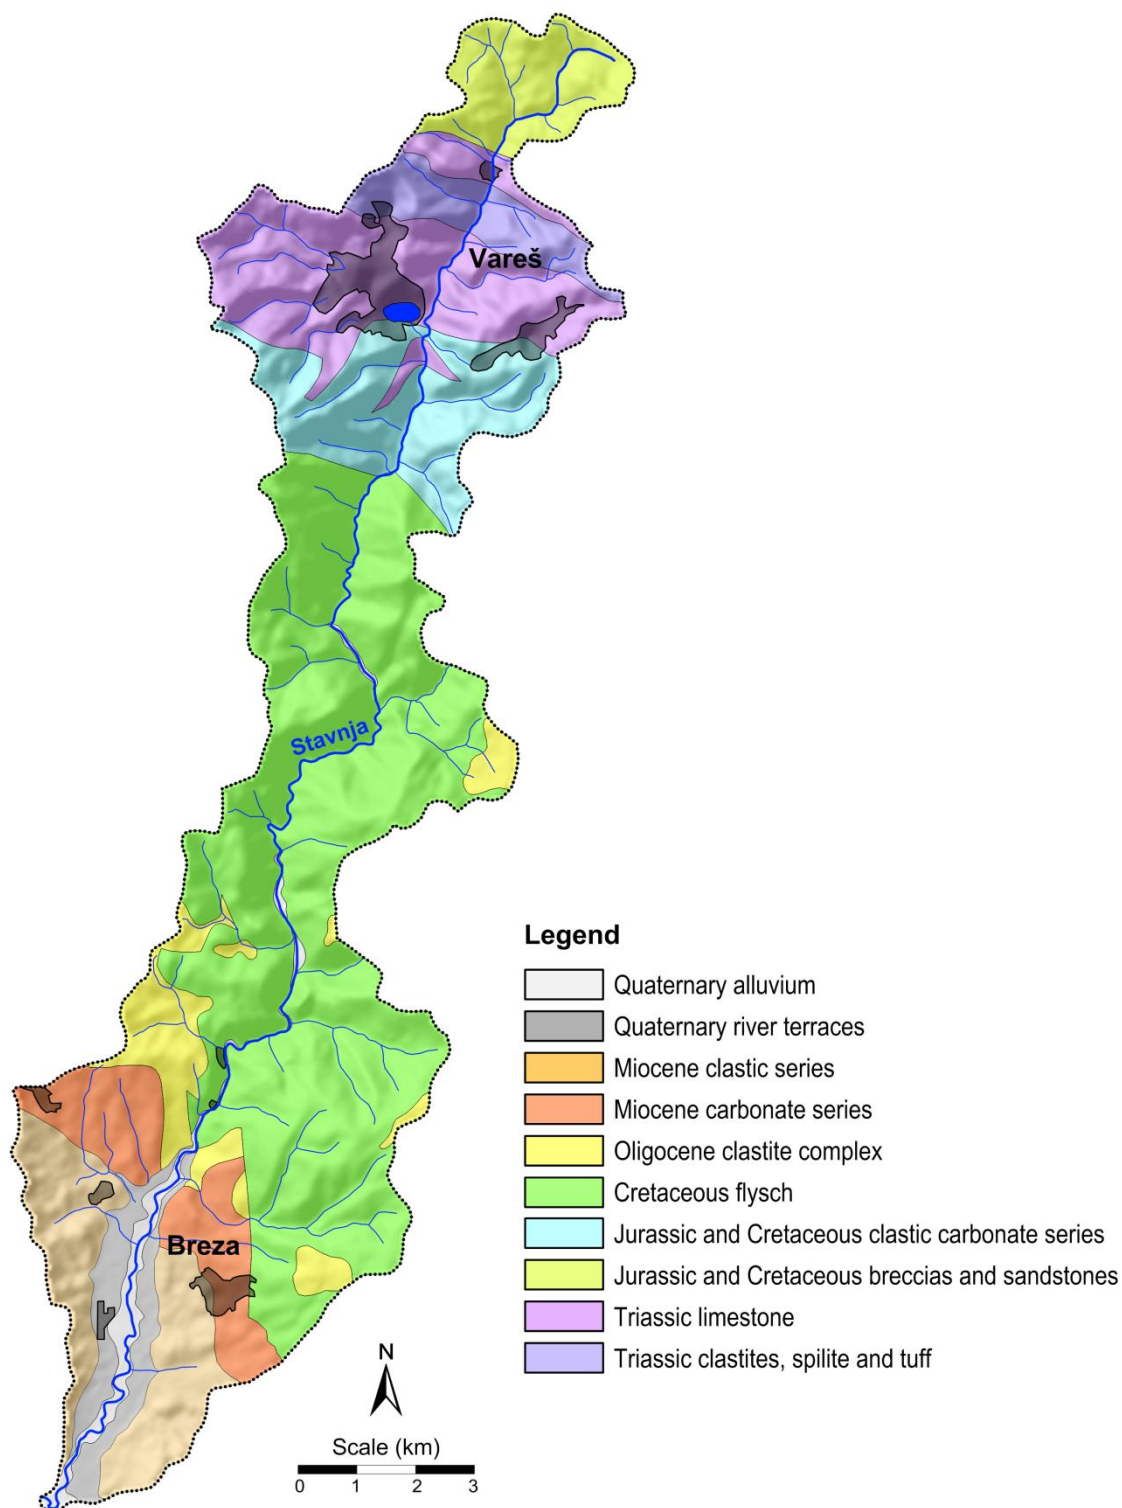 Vareš
Stavnja
Breza
Legend
Quaternary alluvium
Quaternary river terraces
Miocene clastic series
Miocene carbonate series
Oligocene clastite complex
Cretaceous flysch
Jurassic and Cretaceous clastic carbonate series
Jurassic and Cretaceous breccias and sandstones
Triassic limestone
Triassic clastites, spilite and tuff
N
Scale (km)
0 1 2 3